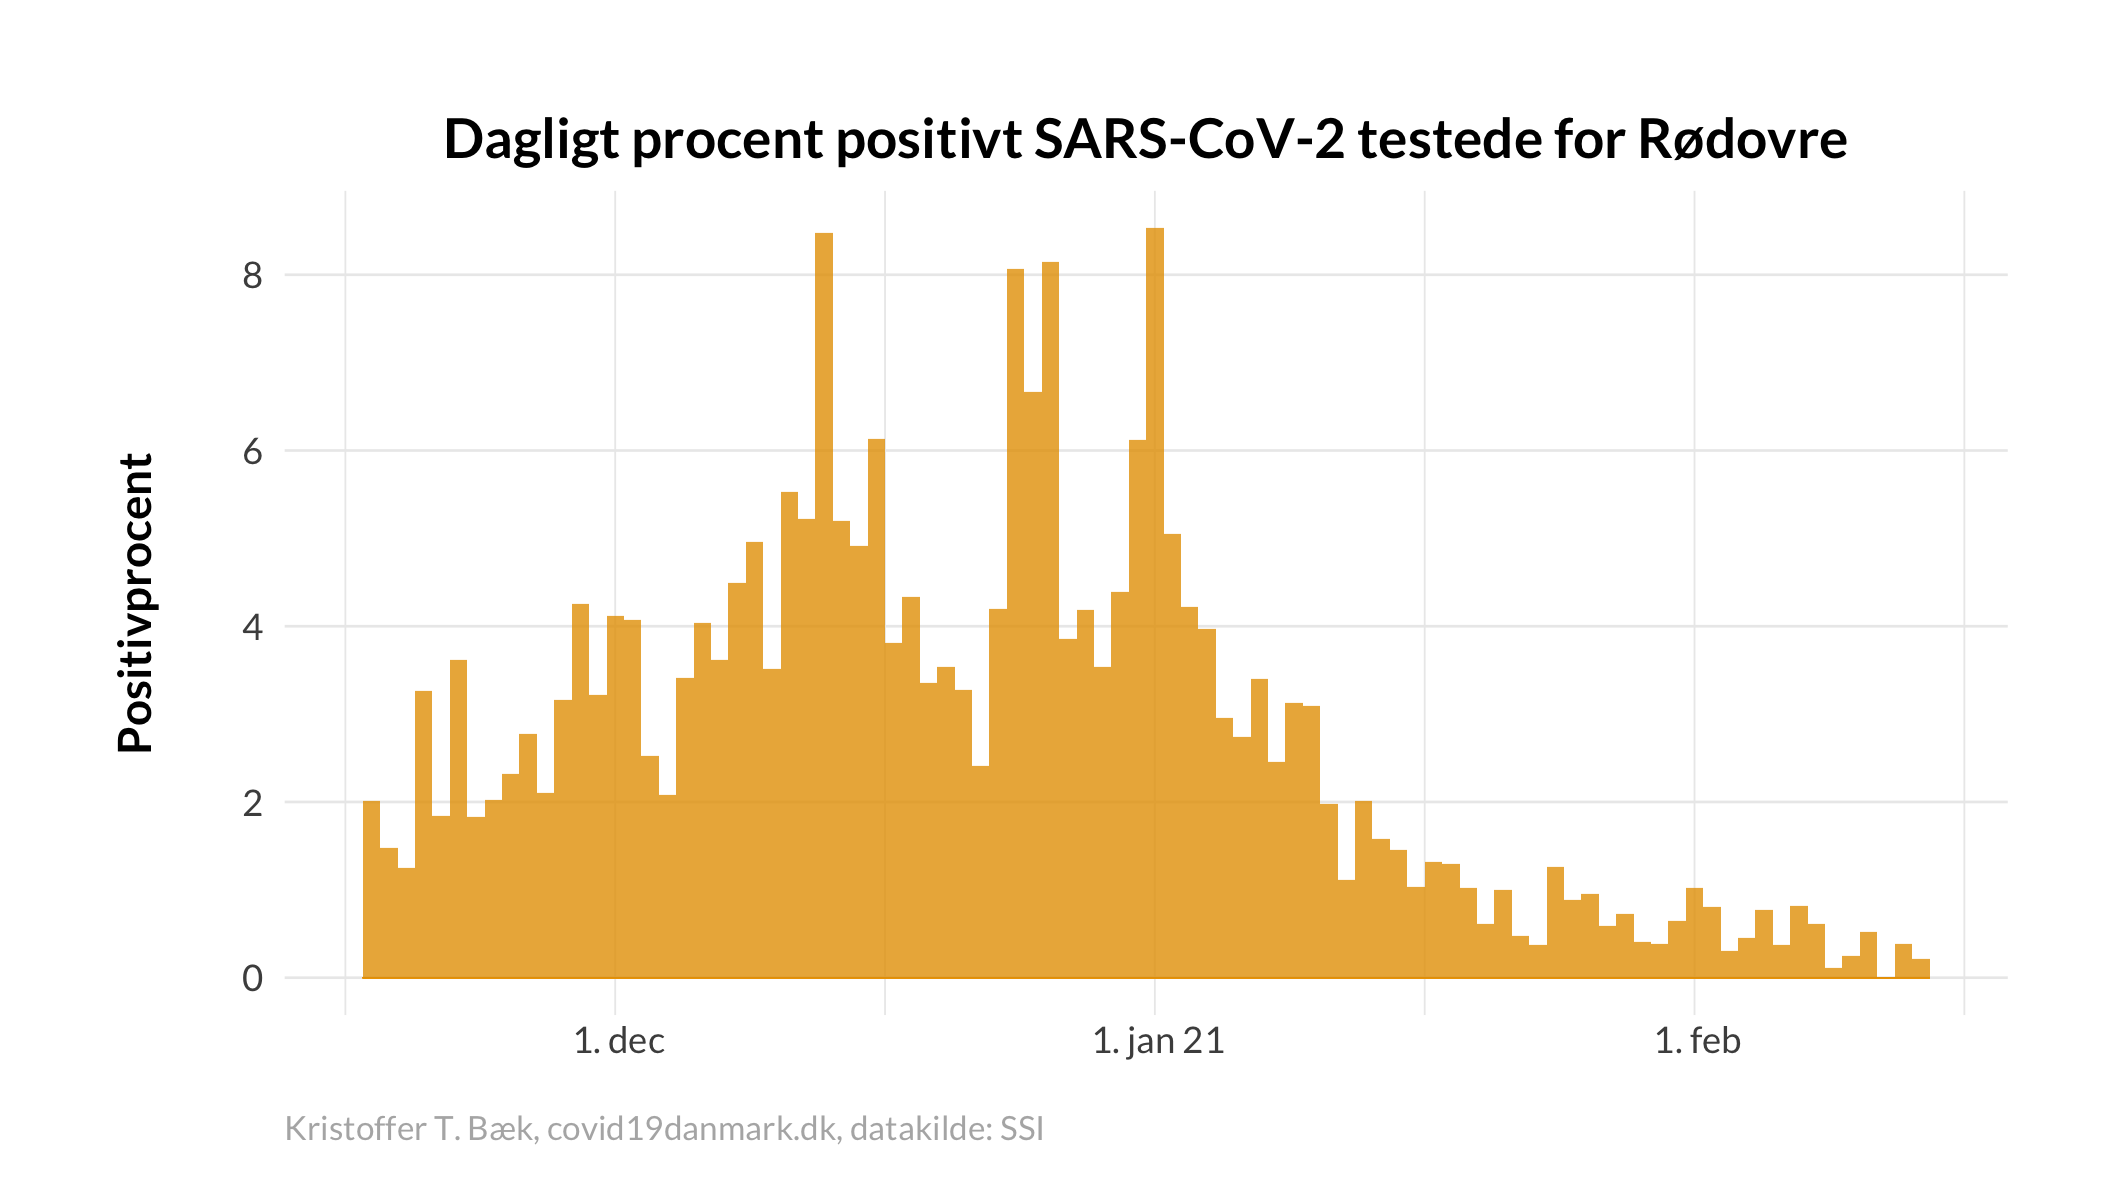 Dagligt procent positivt SARS-CoV-2 testede for Rødovre
Positivprocent
8
6
4
2
0
1. dec
1. jan 21
1. feb
Kristoffer T. Bæk, covid19danmark.dk, datakilde: SSI